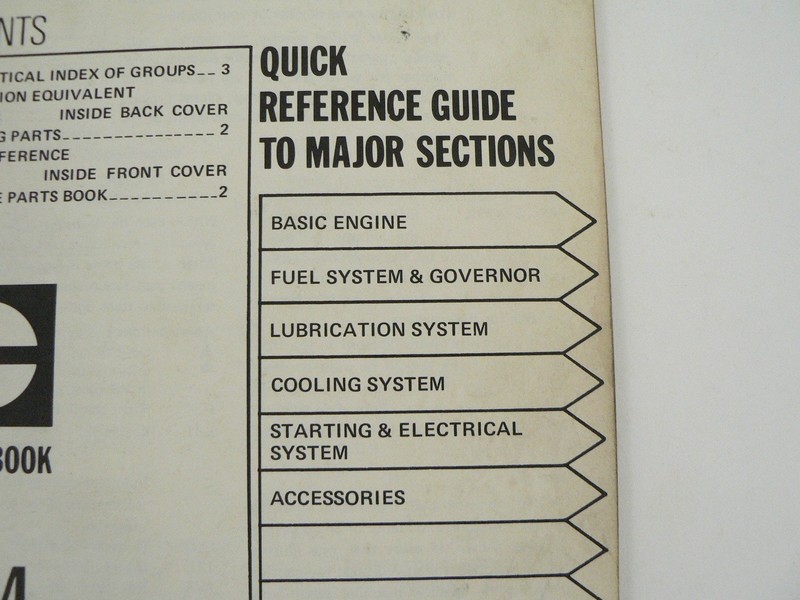 NTS
TICAL INDEX OF GROUPS__ 3
ION EQUIVALENT
INSIDE BACK COVER
G PARTS_______________ 2
FERENCE
INSIDE FRONT COVER
E PARTS BOOK__________2
BOOK
QUICK
REFERENCE GUIDE
TO MAJOR SECTIONS
BASIC ENGINE
FUEL SYSTEM & GOVERNOR
LUBRICATION SYSTEM
COOLING SYSTEM
STARTING & ELECTRICAL
SYSTEM
ACCESSORIES